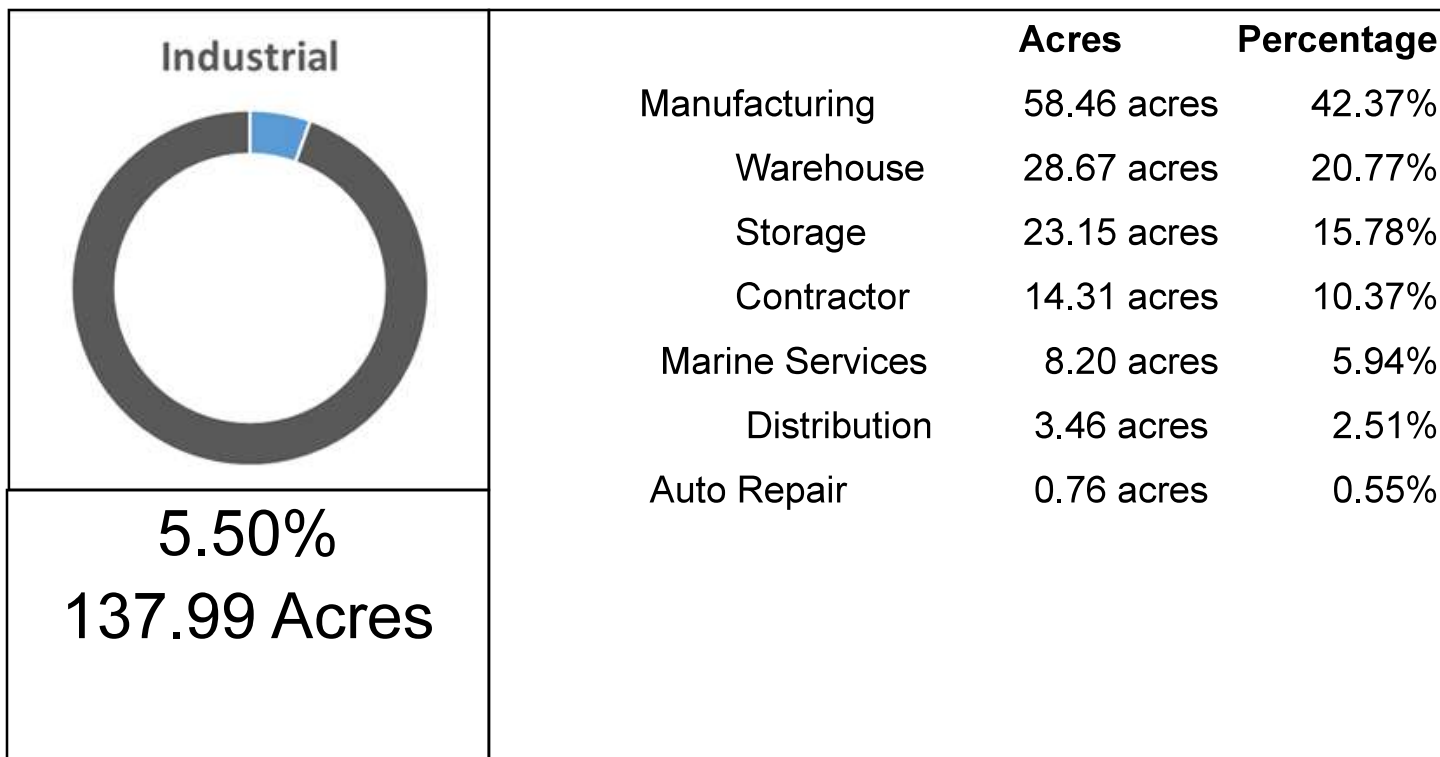 Industrial
5.50%
137.99 Acres
Acres Percentage
Manufacturing 58.46 acres 42.37%
Warehouse 28.67 acres 20.77%
Storage 23.15 acres 15.78%
Contractor 14.31 acres 10.37%
Marine Services 8.20 acres 5.94%
Distribution 3.46 acres 2.51%
Auto Repair 0.76 acres 0.55%